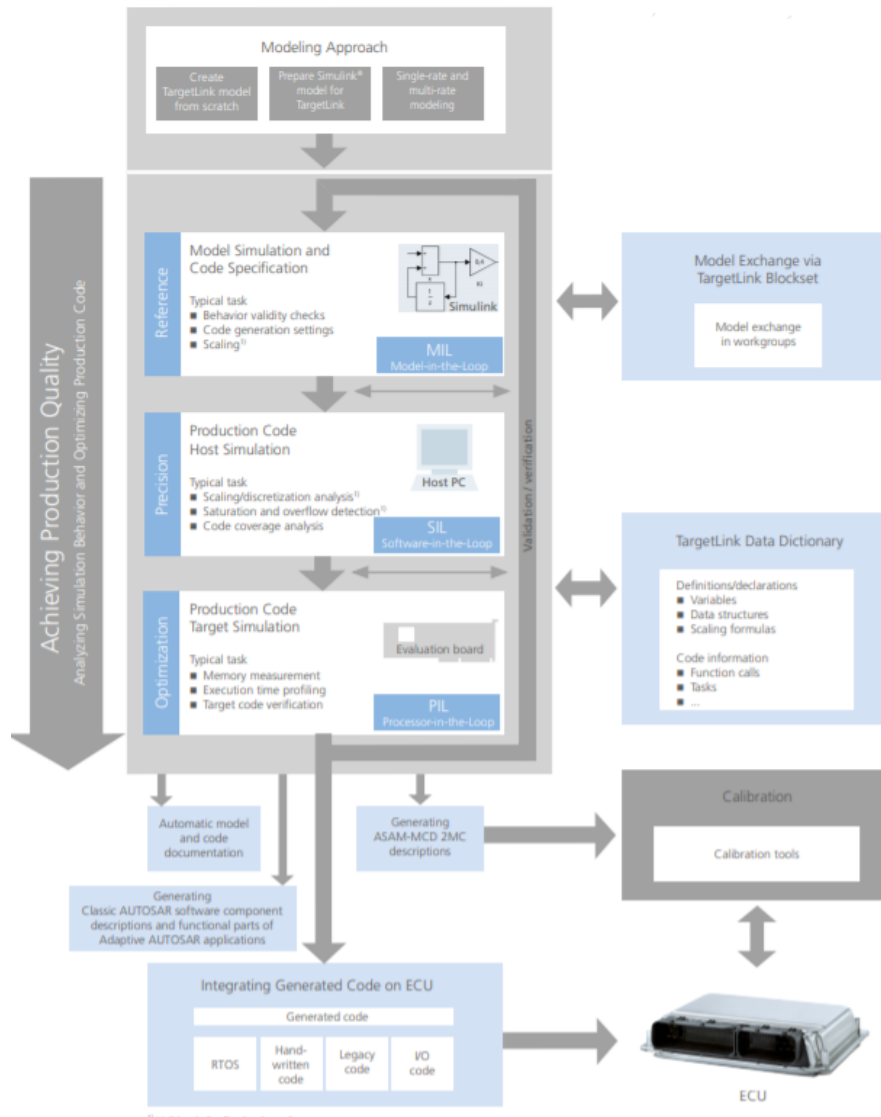 Modeling Approach
Create
TargetLink model
from scratch
Prepare Simulink®
model for
TargetLink
Single-rate and
multi-rate
modeling
Achieving Production Quality
Analyzing Simulation Behavior and Optimizing Production Code
Reference
Model Simulation and
Code Specification
Typical task
■ Behavior validity checks
■ Code generation settings
■ Scaling1)
Simulink
MIL
Model-in-the-Loop
Precision
Production Code
Host Simulation
Typical task
■ Scaling/discretization analysis1)
■ Saturation and overflow detection1)
■ Code coverage analysis
Host PC
SIL
Software-in-the-Loop
Optimization
Production Code
Target Simulation
Typical task
■ Memory measurement
■ Execution time profiling
■ Target code verification
Evaluation board
PIL
Processor-in-the-Loop
Validation / verification
Model Exchange via
TargetLink Blockset
Model exchange
in workgroups
TargetLink Data Dictionary
Definitions/declarations
■ Variables
■ Data structures
■ Scaling formulas
Code information
■ Function calls
■ Tasks
■ ...
Automatic model
and code
documentation
Generating
ASAM-MCD 2MC
descriptions
Calibration
Calibration tools
Generating
Classic AUTOSAR software component
descriptions and functional parts of
Adaptive AUTOSAR applications
Integrating Generated Code on ECU
Generated code
RTOS
Hand-
written
code
Legacy
code
I/O
code
ECU